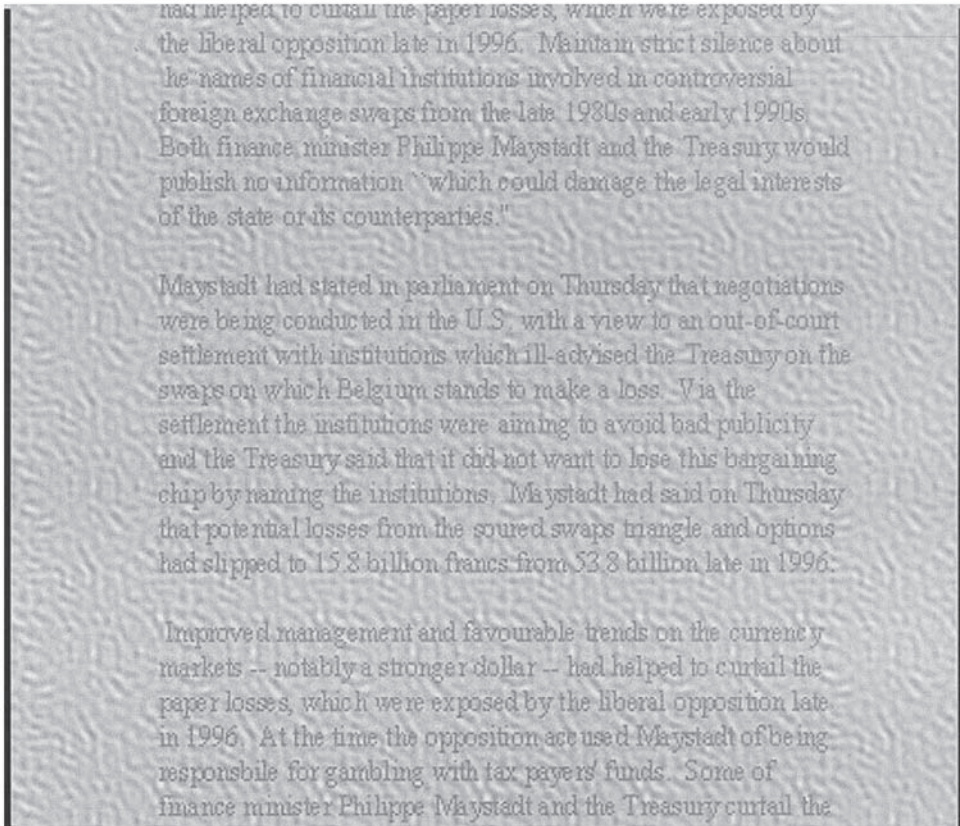 had helped to curtail the paper losses, which were exposed by
the liberal opposition late in 1996. Maintain strict silence about
the names of financial institutions involved in controversial
foreign exchange swaps from the late 1980s and early 1990s.
Both finance minister Philippe Maystadt and the Treasury would
publish no information ``which could damage the legal interests
of the state or its counterparties."
Maystadt had stated in parliament on Thursday that negotiations
were being conducted in the U.S. with a view to an out-of-court
settlement with institutions which ill-advised the Treasury on the
swaps on which Belgium stands to make a loss. Via the
settlement the institutions were aiming to avoid bad publicity
and the Treasury said that it did not want to lose this bargaining
chip by naming the institutions. Maystadt had said on Thursday
that potential losses from the soured swaps triangle and options
had slipped to 15.8 billion francs from 53.8 billion late in 1996.
Improved management and favourable trends on the currency
markets -- notably a stronger dollar -- had helped to curtail the
paper losses, which were exposed by the liberal opposition late
in 1996. At the time the opposition accused Maystadt of being
responsbile for gambling with tax payers' funds. Some of
finance minister Philippe Maystadt and the Treasury curtail the